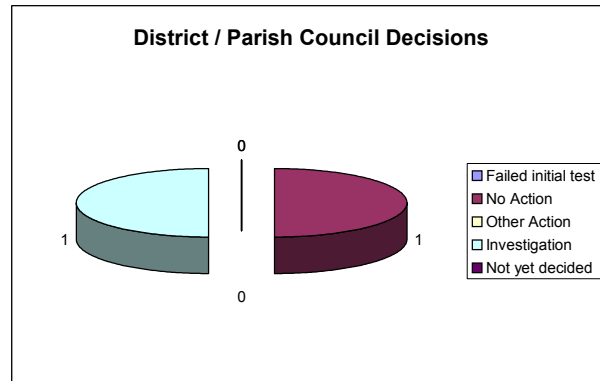 District / Parish Council Decisions
0
1
1
0
Failed initial test
No Action
Other Action
Investigation
Not yet decided